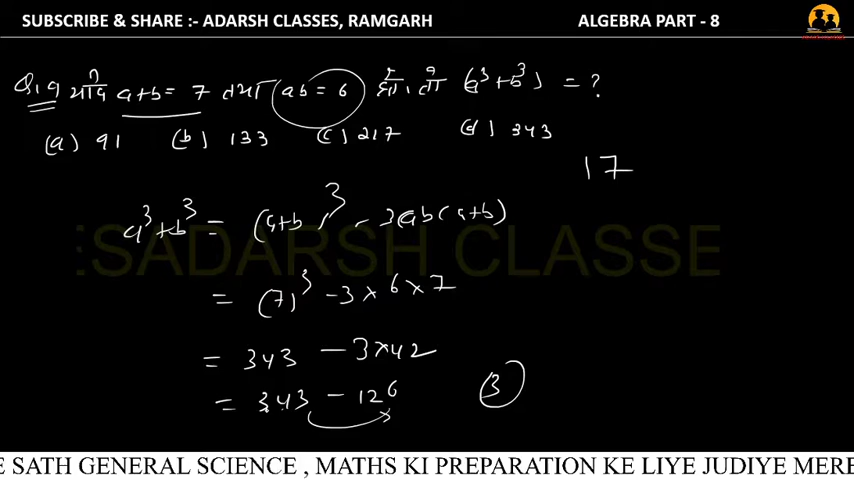 SUBSCRIBE & SHARE :- ADARSH CLASSES, RAMGARH ALGEBRA PART - 8
Q.9 यदि a+b = 7 तथा ab = 6 हो, तो (a³+b³) = ?
(a) 91 (b) 133 (c) 217 (d) 343
17
a³+b³ = (a+b)³ - 3ab(a+b)
= (7)³ - 3×6×7
= 343 - 3×42
= 343 - 126 3
ESADARSH CLASSE
E SATH GENERAL SCIENCE , MATHS KI PREPARATION KE LIYE JUDIYE MERE